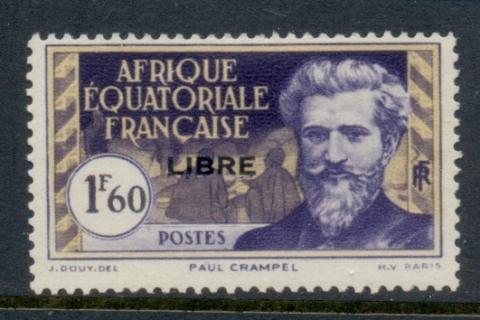 AFRIQUE
ÉQUATORIALE
FRANÇAISE
LIBRE
1F60
RF
POSTES
J.DOUY.DEL PAUL CRAMPEL H.V PARIS